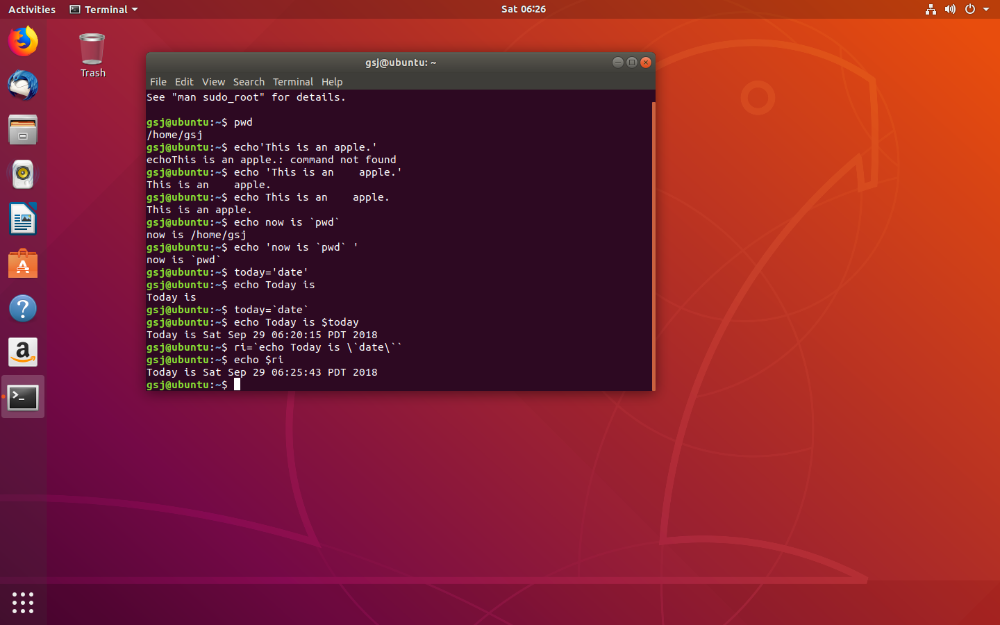 Activities Terminal Sat 06:26
Trash
gsj@ubuntu: ~
File Edit View Search Terminal Help
See "man sudo_root" for details.
gsj@ubuntu:~$ pwd
/home/gsj
gsj@ubuntu:~$ echo'This is an apple.'
echoThis is an apple.: command not found
gsj@ubuntu:~$ echo 'This is an    apple.'
This is an    apple.
gsj@ubuntu:~$ echo This is an    apple.
This is an apple.
gsj@ubuntu:~$ echo now is `pwd`
now is /home/gsj
gsj@ubuntu:~$ echo 'now is `pwd` '
now is `pwd`
gsj@ubuntu:~$ today='date'
gsj@ubuntu:~$ echo Today is
Today is
gsj@ubuntu:~$ today=`date`
gsj@ubuntu:~$ echo Today is $today
Today is Sat Sep 29 06:20:15 PDT 2018
gsj@ubuntu:~$ ri=`echo Today is \`date\``
gsj@ubuntu:~$ echo $ri
Today is Sat Sep 29 06:25:43 PDT 2018
gsj@ubuntu:~$